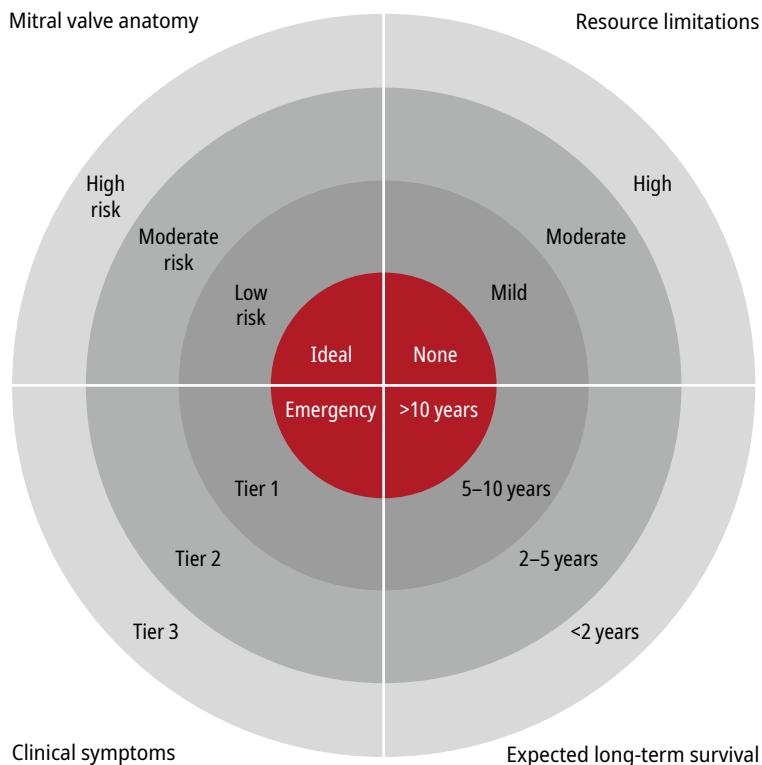 Mitral valve anatomy
Resource limitations
High
risk
High
Moderate
risk
Moderate
Low
risk
Mild
Ideal
None
Emergency
>10 years
Tier 1
5–10 years
Tier 2
2–5 years
Tier 3
<2 years
Clinical symptoms
Expected long-term survival